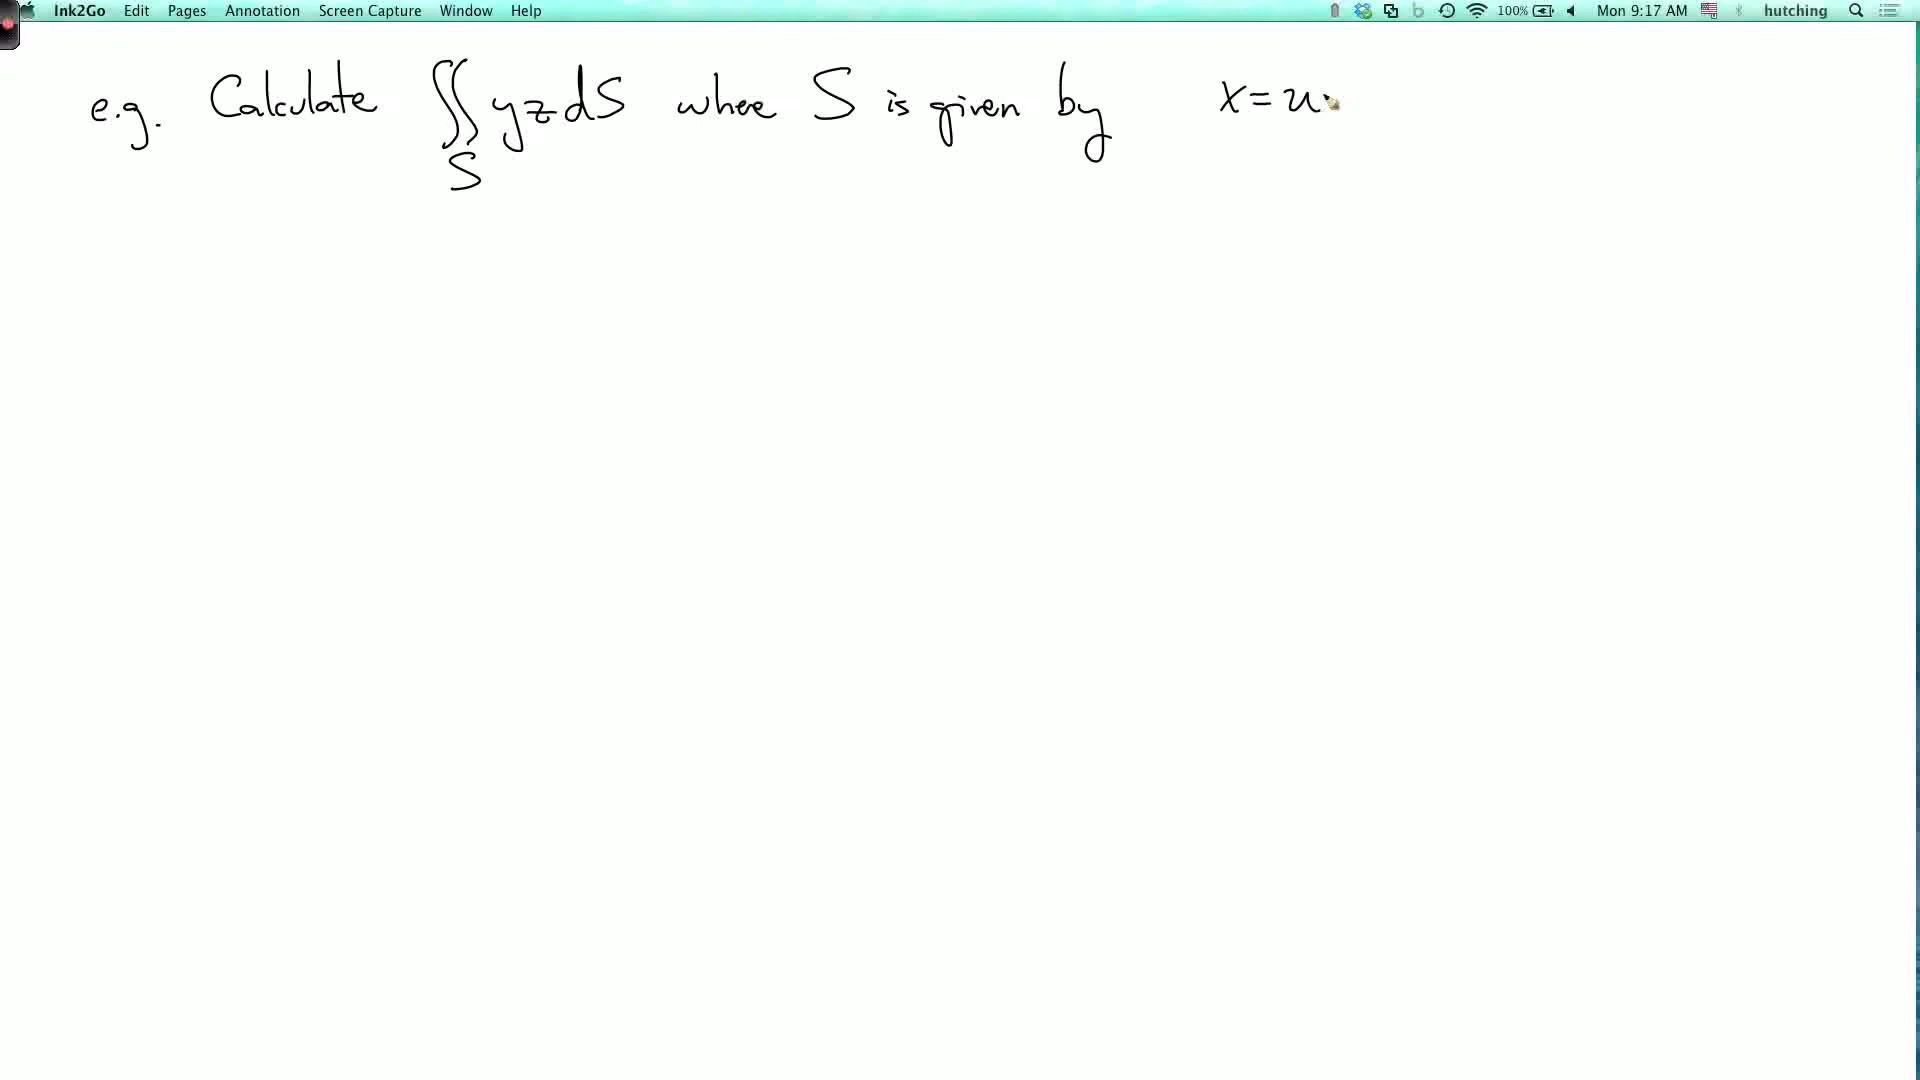 Ink2Go Edit Pages Annotation Screen Capture Window Help 100% Mon 9:17 AM hutching
e.g. Calculate ∬ yz dS where S is given by x = u
S